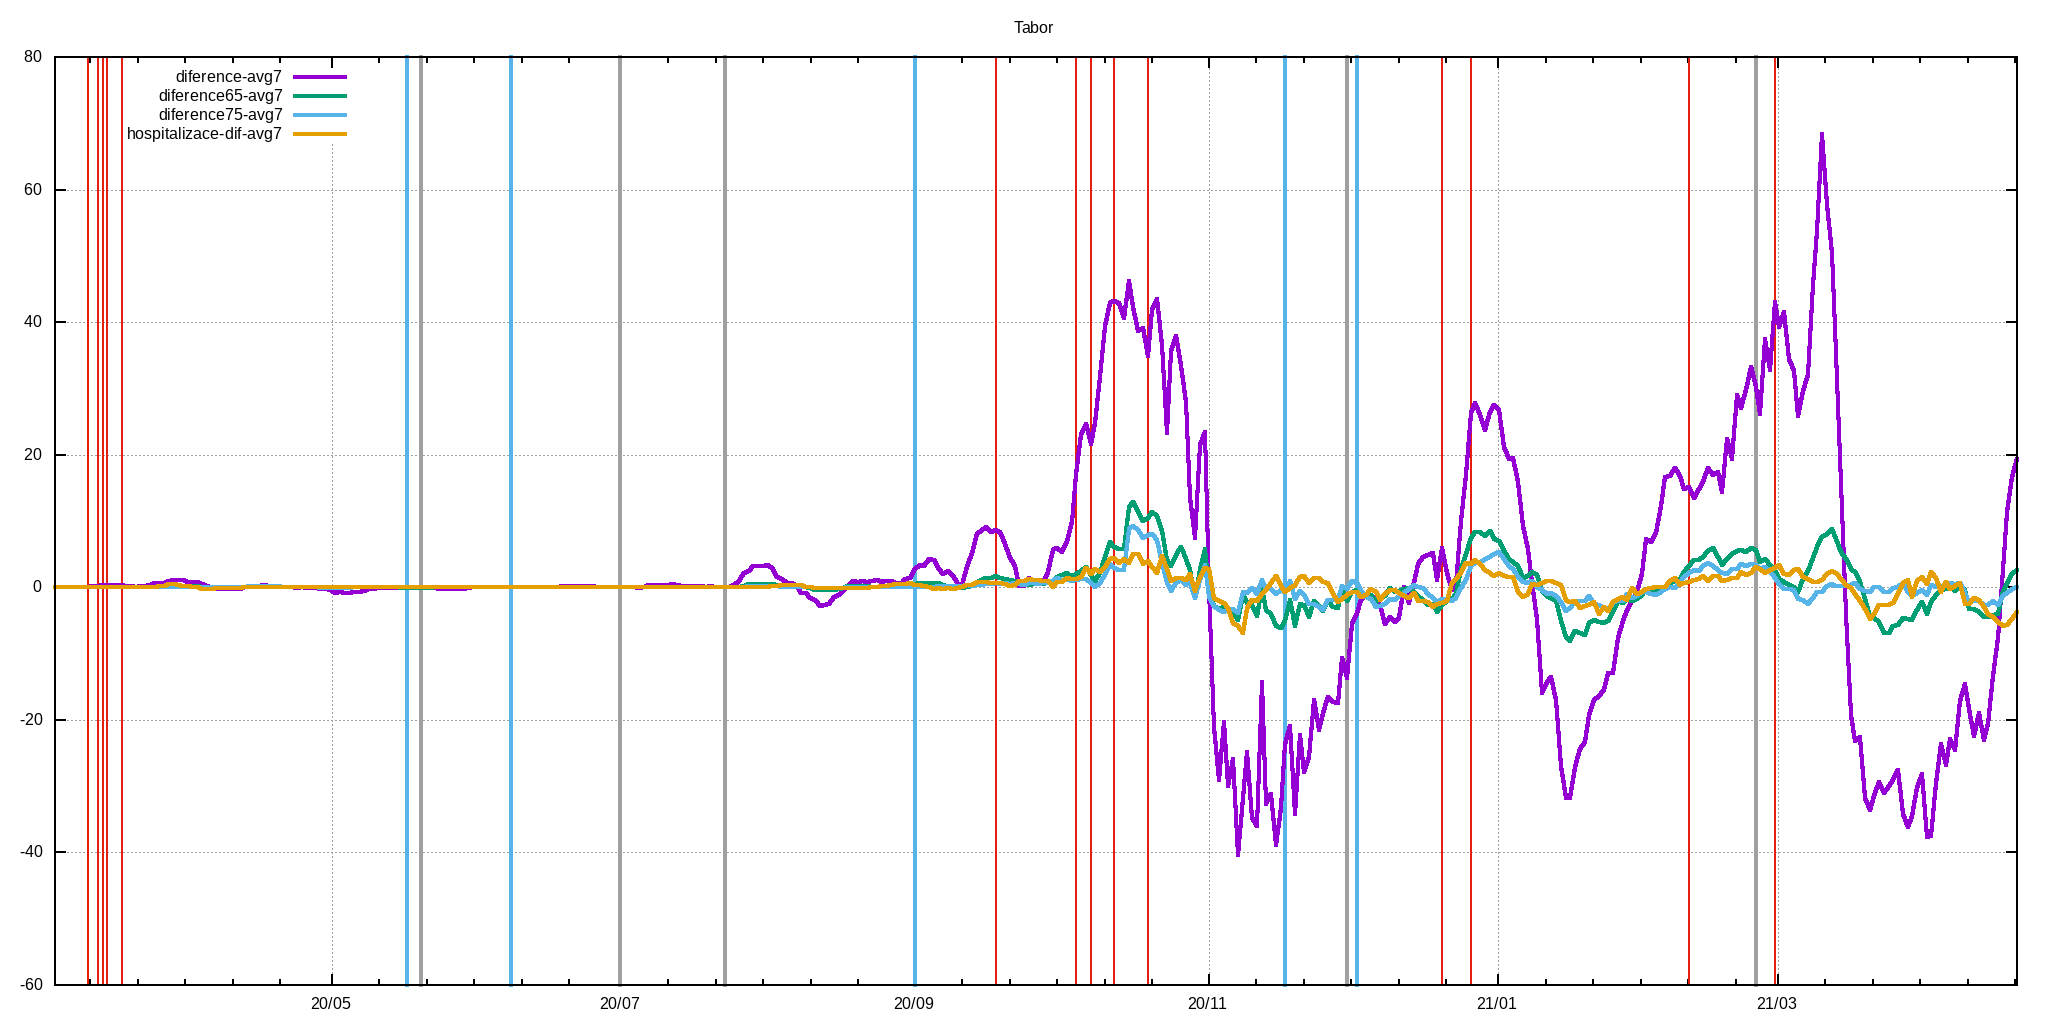 Tabor
80
60
40
20
0
-20
-40
-60
diference-avg7
diference65-avg7
diference75-avg7
hospitalizace-dif-avg7
20/05
20/07
20/09
20/11
21/01
21/03